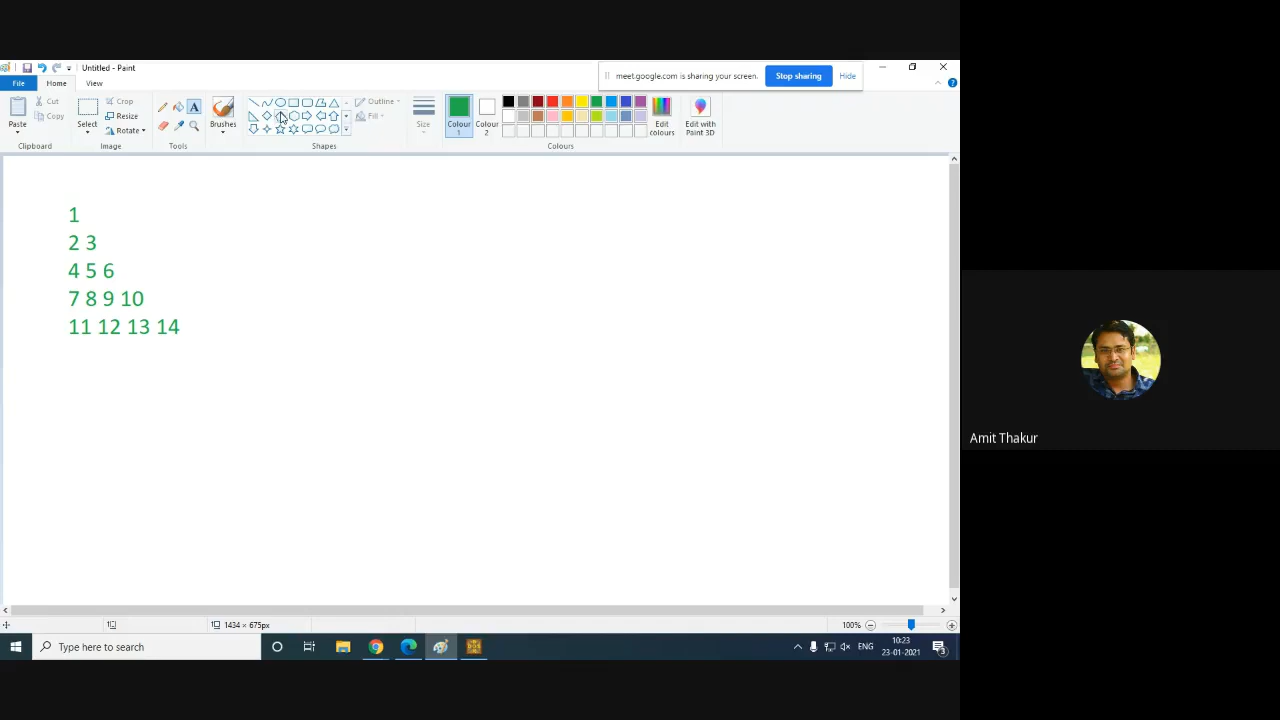 Untitled - Paint
meet.google.com is sharing your screen.
Stop sharing
Hide
File
Home
View
Paste
Cut
Copy
Clipboard
Select
Crop
Resize
Rotate
Image
A
Tools
Brushes
Outline
Fill
Shapes
Size
Colour
1
Colour
2
Edit
colours
Edit with
Paint 3D
Colours
1
2 3
4 5 6
7 8 9 10
11 12 13 14
Amit Thakur
1434 × 675px
100%
Type here to search
ENG
10:23
23-01-2021
3